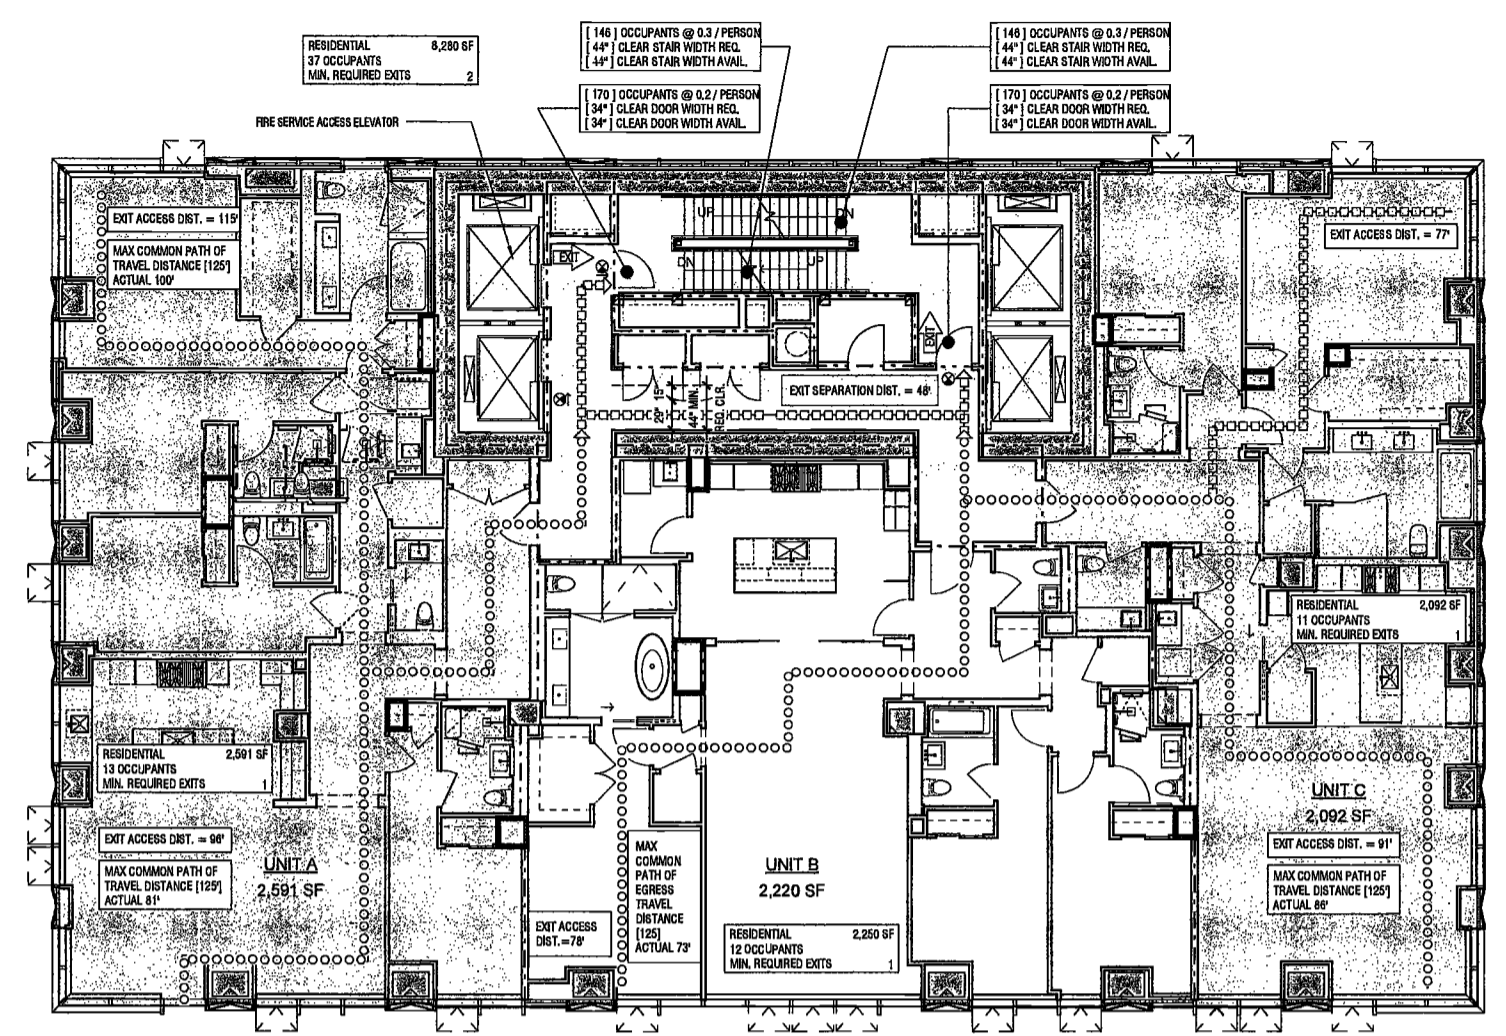 RESIDENTIAL 8,280 SF
37 OCCUPANTS
MIN. REQUIRED EXITS 2
[ 146 ] OCCUPANTS @ 0.3 / PERSON
[ 44" ] CLEAR STAIR WIDTH REQ.
[ 44" ] CLEAR STAIR WIDTH AVAIL.
[ 146 ] OCCUPANTS @ 0.3 / PERSON
[ 44" ] CLEAR STAIR WIDTH REQ.
[ 44" ] CLEAR STAIR WIDTH AVAIL.
[ 170 ] OCCUPANTS @ 0.2 / PERSON
[ 34" ] CLEAR DOOR WIDTH REQ.
[ 34" ] CLEAR DOOR WIDTH AVAIL.
[ 170 ] OCCUPANTS @ 0.2 / PERSON
[ 34" ] CLEAR DOOR WIDTH REQ.
[ 34" ] CLEAR DOOR WIDTH AVAIL.
FIRE SERVICE ACCESS ELEVATOR
EXIT ACCESS DIST. = 115'
MAX COMMON PATH OF
TRAVEL DISTANCE [125']
ACTUAL 100'
UP
DN
DN
UP
EXIT
EXIT
EXIT ACCESS DIST. = 77'
EXIT SEPARATION DIST. = 48'
15"
44" MIN.
REQ. CLR.
RESIDENTIAL 2,092 SF
11 OCCUPANTS
MIN. REQUIRED EXITS 1
RESIDENTIAL 2,591 SF
13 OCCUPANTS
MIN. REQUIRED EXITS 1
EXIT ACCESS DIST. = 96'
MAX COMMON PATH OF
TRAVEL DISTANCE [125']
ACTUAL 81'
UNIT A
2,591 SF
EXIT ACCESS
DIST.=78'
MAX
COMMON
PATH OF
EGRESS
TRAVEL
DISTANCE
[125]
ACTUAL 73'
UNIT B
2,220 SF
RESIDENTIAL 2,250 SF
12 OCCUPANTS
MIN. REQUIRED EXITS 1
UNIT C
2,092 SF
EXIT ACCESS DIST. = 91'
MAX COMMON PATH OF
TRAVEL DISTANCE [125']
ACTUAL 86'